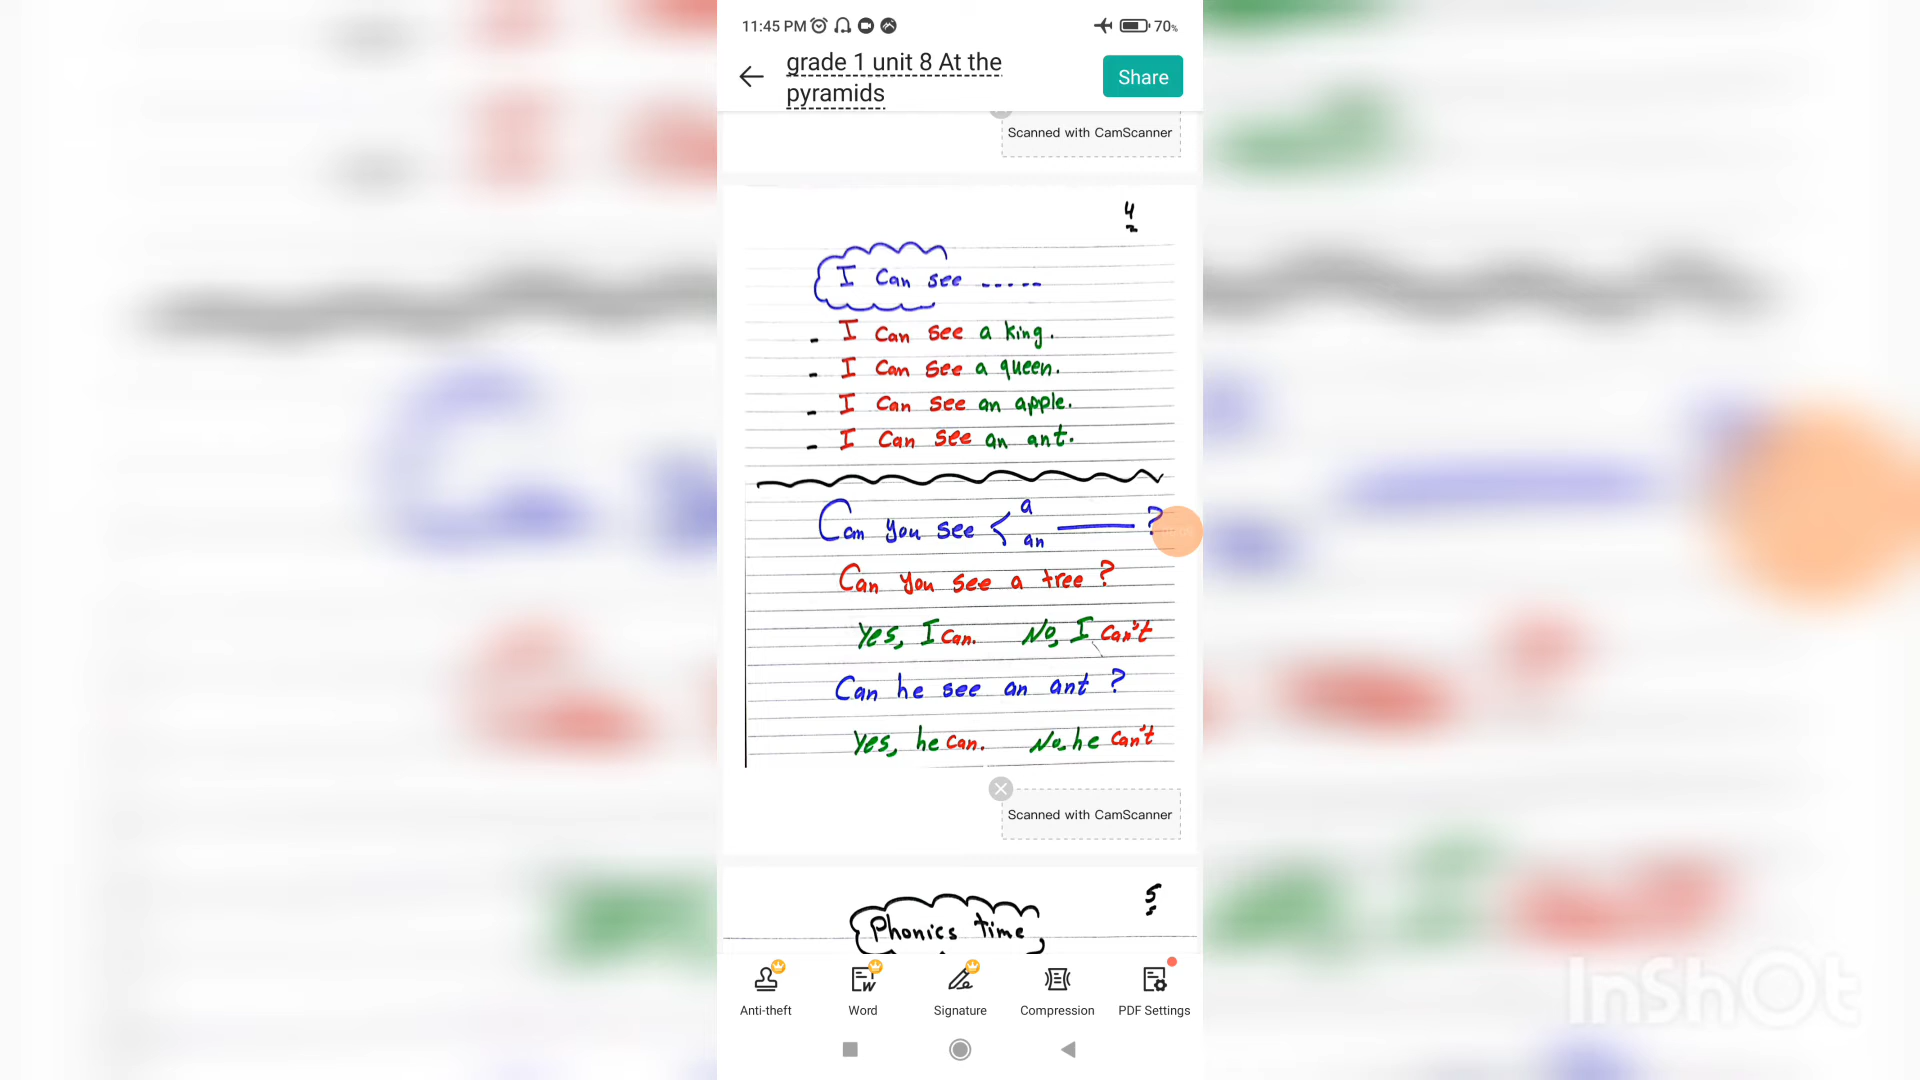 11:45 PM 70%
grade 1 unit 8 At the
pyramids
Share
Scanned with CamScanner
4
I Can see -----
- I Can see a king.
- I Can see a queen.
- I Can see an apple.
- I Can see an ant.
Can you see < a
an ——— ?
Can you see a tree ?
Yes, I can. No, I can't
Can he see an ant ?
Yes, he can. No, he can't
Scanned with CamScanner
5
Phonics time
Anti-theft Word Signature Compression PDF Settings
InShOt